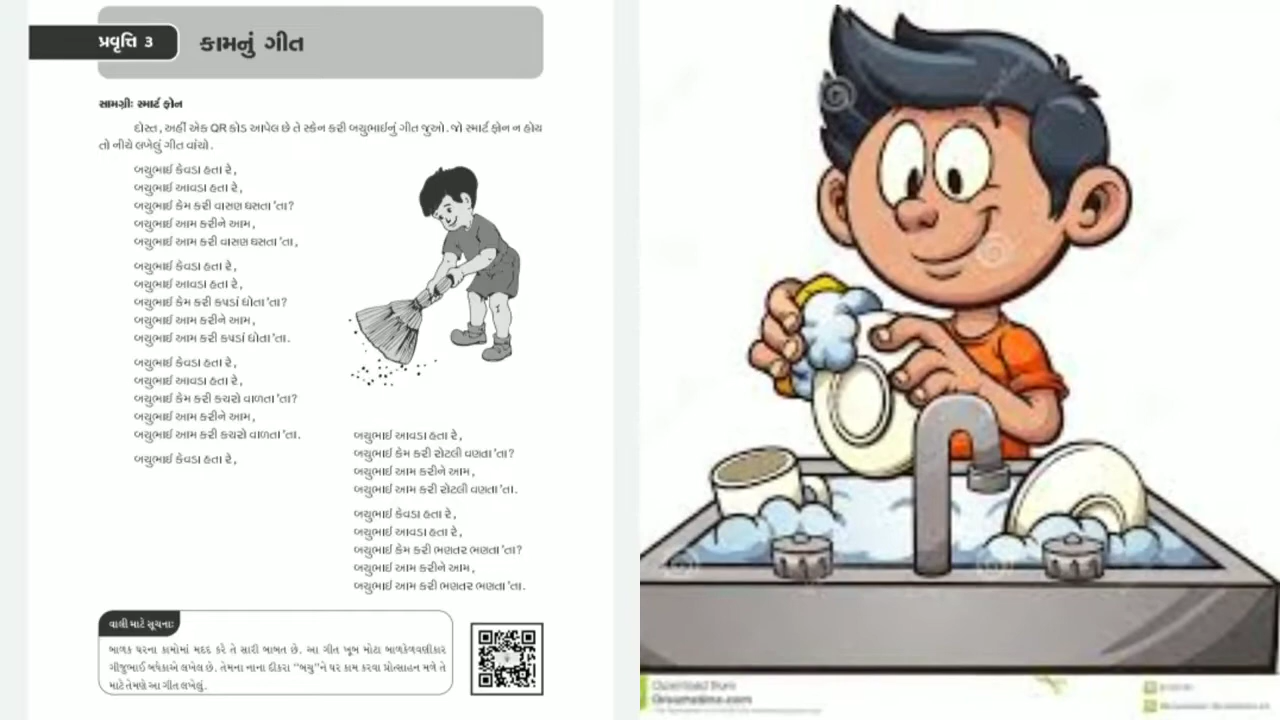 પ્રવૃત્તિ ૩
કામનું ગીત
સામગ્રી: સ્માર્ટ ફોન
દોસ્ત, અહીં એક QR કોડ આપેલ છે તે સ્કેન કરી બચુભાઈનું ગીત જુઓ. જો સ્માર્ટ ફોન ન હોય
તો નીચે લખેલું ગીત વાંચો.
બચુભાઈ કેવડા હતા રે,
બચુભાઈ આવડા હતા રે,
બચુભાઈ કેમ કરી વાસણ ઘસતા 'તા?
બચુભાઈ આમ કરીને આમ,
બચુભાઈ આમ કરી વાસણ ઘસતા 'તા,
બચુભાઈ કેવડા હતા રે,
બચુભાઈ આવડા હતા રે,
બચુભાઈ કેમ કરી કપડાં ધોતા 'તા?
બચુભાઈ આમ કરીને આમ,
બચુભાઈ આમ કરી કપડાં ધોતા 'તા.
બચુભાઈ કેવડા હતા રે,
બચુભાઈ આવડા હતા રે,
બચુભાઈ કેમ કરી કચરો વાળતા 'તા?
બચુભાઈ આમ કરીને આમ,
બચુભાઈ આમ કરી કચરો વાળતા 'તા.
બચુભાઈ કેવડા હતા રે,
બચુભાઈ આવડા હતા રે,
બચુભાઈ કેમ કરી રોટલી વણતા 'તા?
બચુભાઈ આમ કરીને આમ,
બચુભાઈ આમ કરી રોટલી વણતા 'તા.
બચુભાઈ કેવડા હતા રે,
બચુભાઈ આવડા હતા રે,
બચુભાઈ કેમ કરી ભણતર ભણતા 'તા?
બચુભાઈ આમ કરીને આમ,
બચુભાઈ આમ કરી ભણતર ભણતા 'તા.
વાલી માટે સૂચના:
બાળક ઘરના કામોમાં મદદ કરે તે સારી બાબત છે. આ ગીત ખૂબ મોટા બાળકેળવણીકાર
ગીજુભાઈ બધેકાએ લખેલ છે. તેમના નાના દીકરા "બચુ"ને ઘર કામ કરવા પ્રોત્સાહન મળે તે
માટે તેમણે આ ગીત લખેલું.
Download from
Dreamstime.com